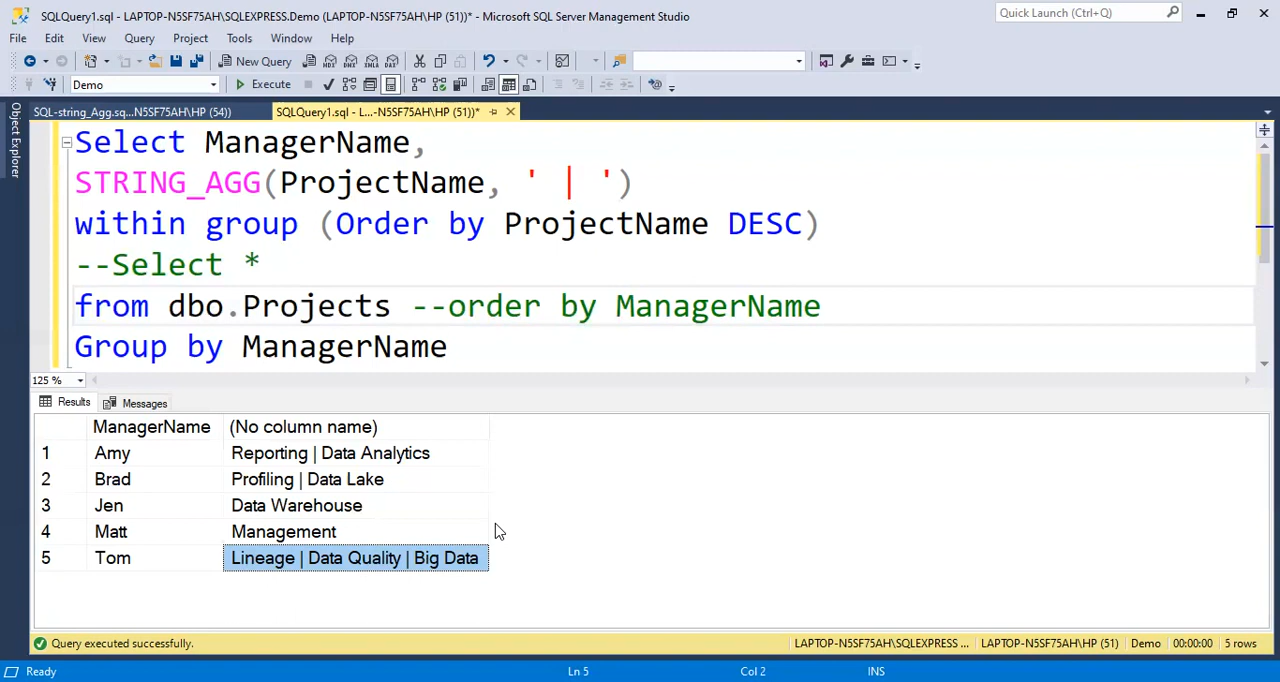 SQLQuery1.sql - LAPTOP-N5SF75AH\SQLEXPRESS.Demo (LAPTOP-N5SF75AH\HP (51))* - Microsoft SQL Server Management Studio
Quick Launch (Ctrl+Q)
File Edit View Query Project Tools Window Help
New Query
Demo Execute
SQL-string_Agg.sq...N5SF75AH\HP (54)) SQLQuery1.sql - L...-N5SF75AH\HP (51))*
Object Explorer
Select ManagerName,
STRING_AGG(ProjectName, ' | ')
within group (Order by ProjectName DESC)
--Select *
from dbo.Projects --order by ManagerName
Group by ManagerName
125 %
Results Messages
ManagerName (No column name)
1 Amy Reporting | Data Analytics
2 Brad Profiling | Data Lake
3 Jen Data Warehouse
4 Matt Management
5 Tom Lineage | Data Quality | Big Data
Query executed successfully. LAPTOP-N5SF75AH\SQLEXPRESS ... LAPTOP-N5SF75AH\HP (51) Demo 00:00:00 5 rows
Ready Ln 5 Col 2 INS